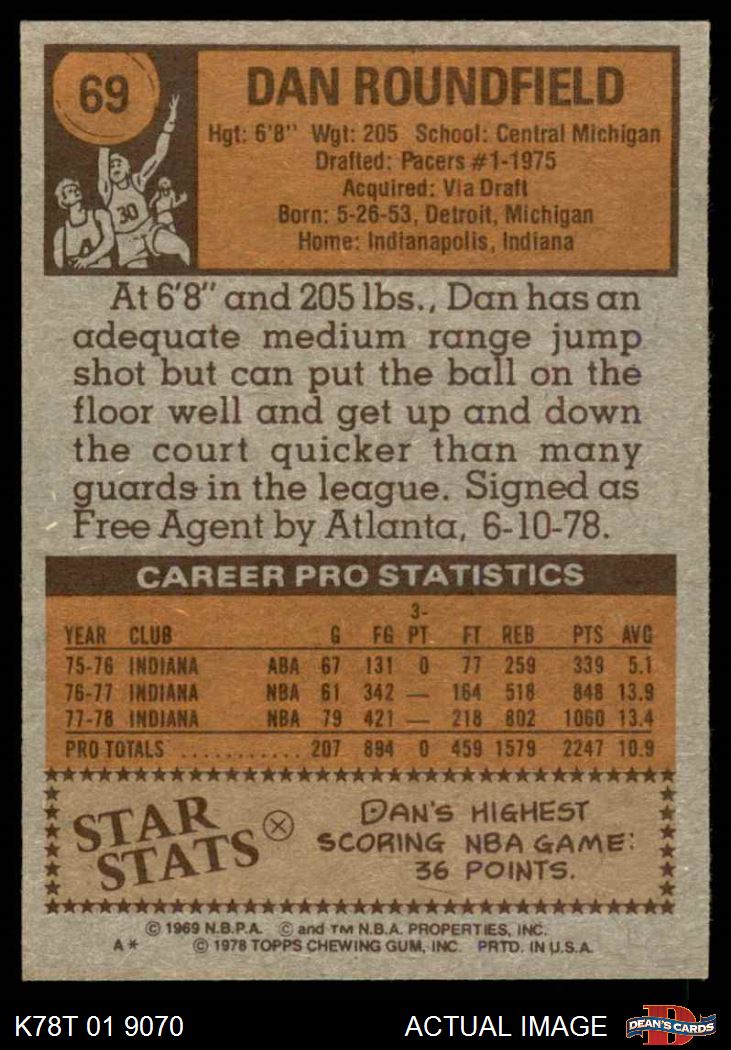 69
DAN ROUNDFIELD
Hgt: 6'8" Wgt: 205 School: Central Michigan
Drafted: Pacers #1-1975
Acquired: Via Draft
Born: 5-26-53, Detroit, Michigan
Home: Indianapolis, Indiana
30
At 6'8" and 205 lbs., Dan has an
adequate medium range jump
shot but can put the ball on the
floor well and get up and down
the court quicker than many
guards in the league. Signed as
Free Agent by Atlanta, 6-10-78.
CAREER PRO STATISTICS
YEAR CLUB G FG 3-PT FT REB PTS AVG
75-76 INDIANA ABA 67 131 0 77 259 339 5.1
76-77 INDIANA NBA 61 342 — 164 518 848 13.9
77-78 INDIANA NBA 79 421 — 218 802 1060 13.4
PRO TOTALS ........... 207 894 0 459 1579 2247 10.9
STAR
STATS
DAN'S HIGHEST
SCORING NBA GAME:
36 POINTS.
© 1969 N.B.P.A. © and TM N.B.A. PROPERTIES, INC.
A* © 1978 TOPPS CHEWING GUM, INC. PRTD. IN U.S.A.
K78T 01 9070 ACTUAL IMAGE DEAN'S CARDS